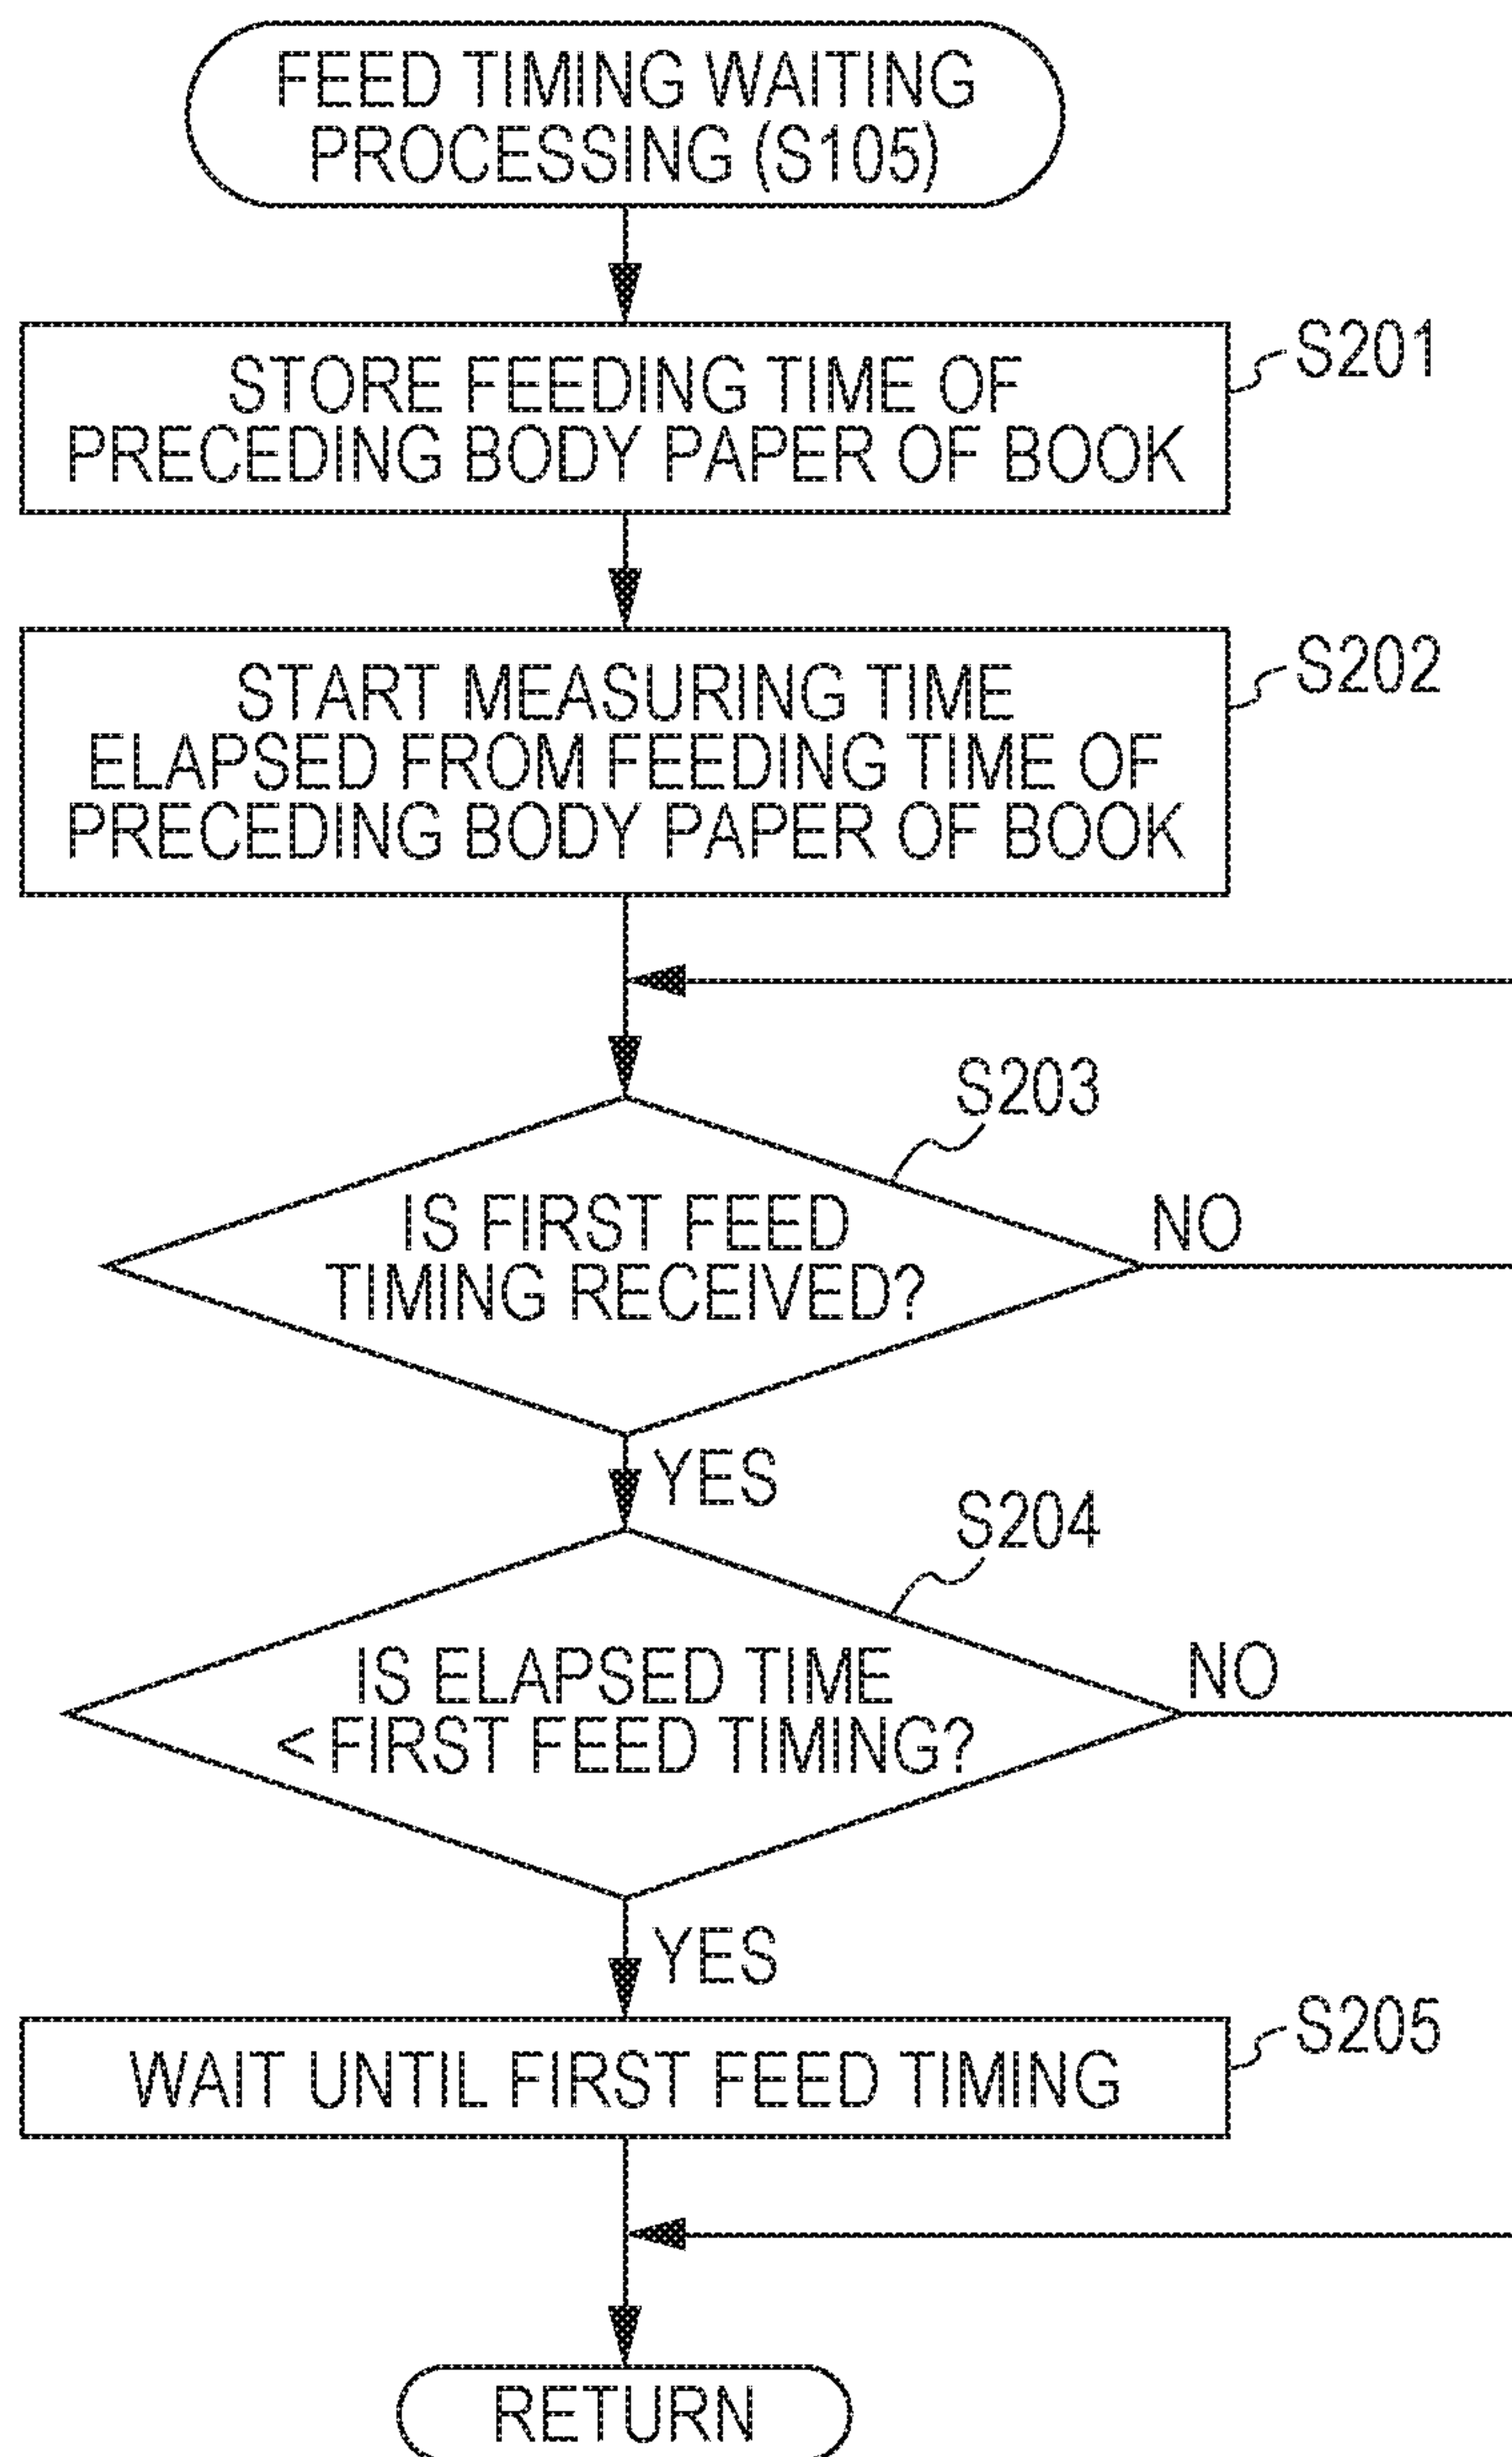 FEED TIMING WAITING
PROCESSING (S105)
S201
STORE FEEDING TIME OF
PRECEDING BODY PAPER OF BOOK
S202
START MEASURING TIME
ELAPSED FROM FEEDING TIME OF
PRECEDING BODY PAPER OF BOOK
S203
IS FIRST FEED
TIMING RECEIVED?
NO
YES
S204
IS ELAPSED TIME
< FIRST FEED TIMING?
NO
YES
S205
WAIT UNTIL FIRST FEED TIMING
RETURN